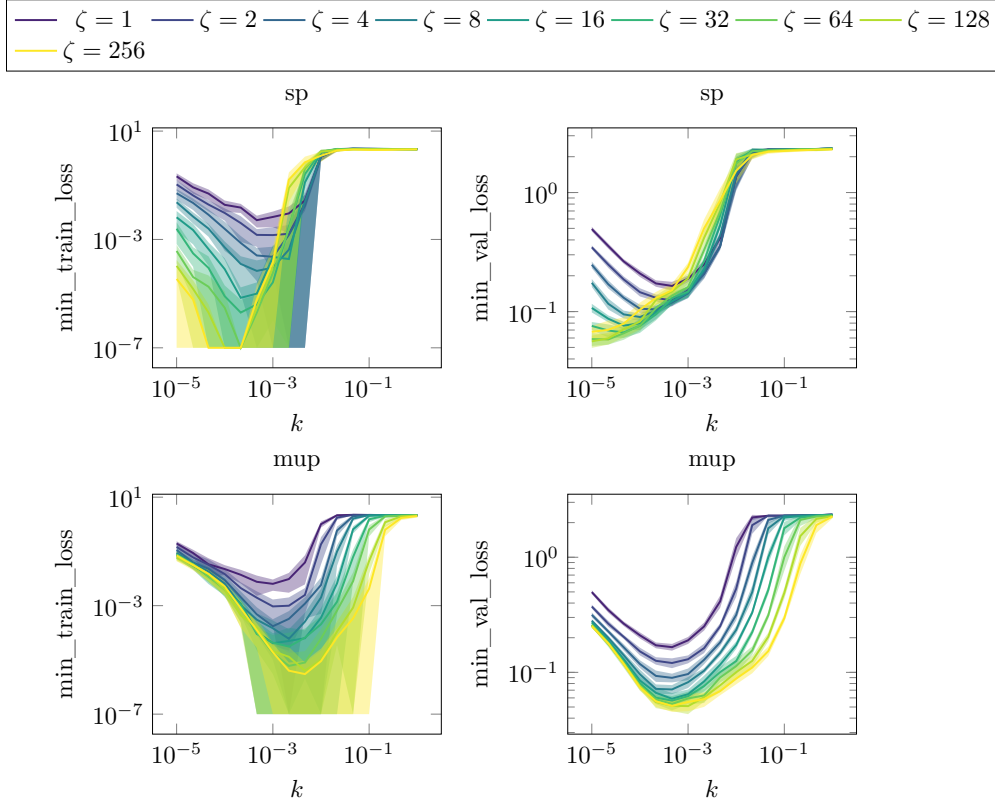 ζ = 1 ζ = 2 ζ = 4 ζ = 8 ζ = 16 ζ = 32 ζ = 64 ζ = 128
ζ = 256
sp
10^1
10^−3
10^−7
min_train_loss
10^−5 10^−3 10^−1
k
sp
10^0
10^−1
min_val_loss
10^−5 10^−3 10^−1
k
mup
10^1
10^−3
10^−7
min_train_loss
10^−5 10^−3 10^−1
k
mup
10^0
10^−1
min_val_loss
10^−5 10^−3 10^−1
k